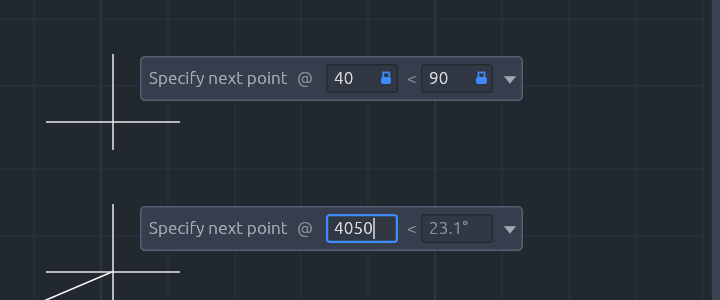 Specify next point @ 40 < 90
Specify next point @ 4050 < 23.1°